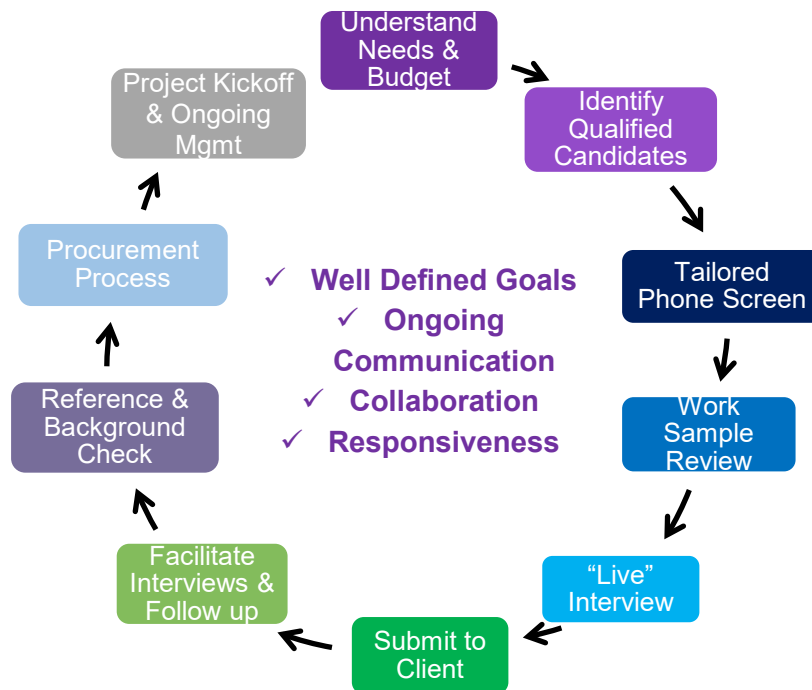 Understand
Needs &
Budget
Identify
Qualified
Candidates
Tailored
Phone Screen
Work
Sample
Review
“Live”
Interview
Submit to
Client
Facilitate
Interviews &
Follow up
Reference &
Background
Check
Procurement
Process
Project Kickoff
& Ongoing
Mgmt
✓ Well Defined Goals
✓ Ongoing
Communication
✓ Collaboration
✓ Responsiveness